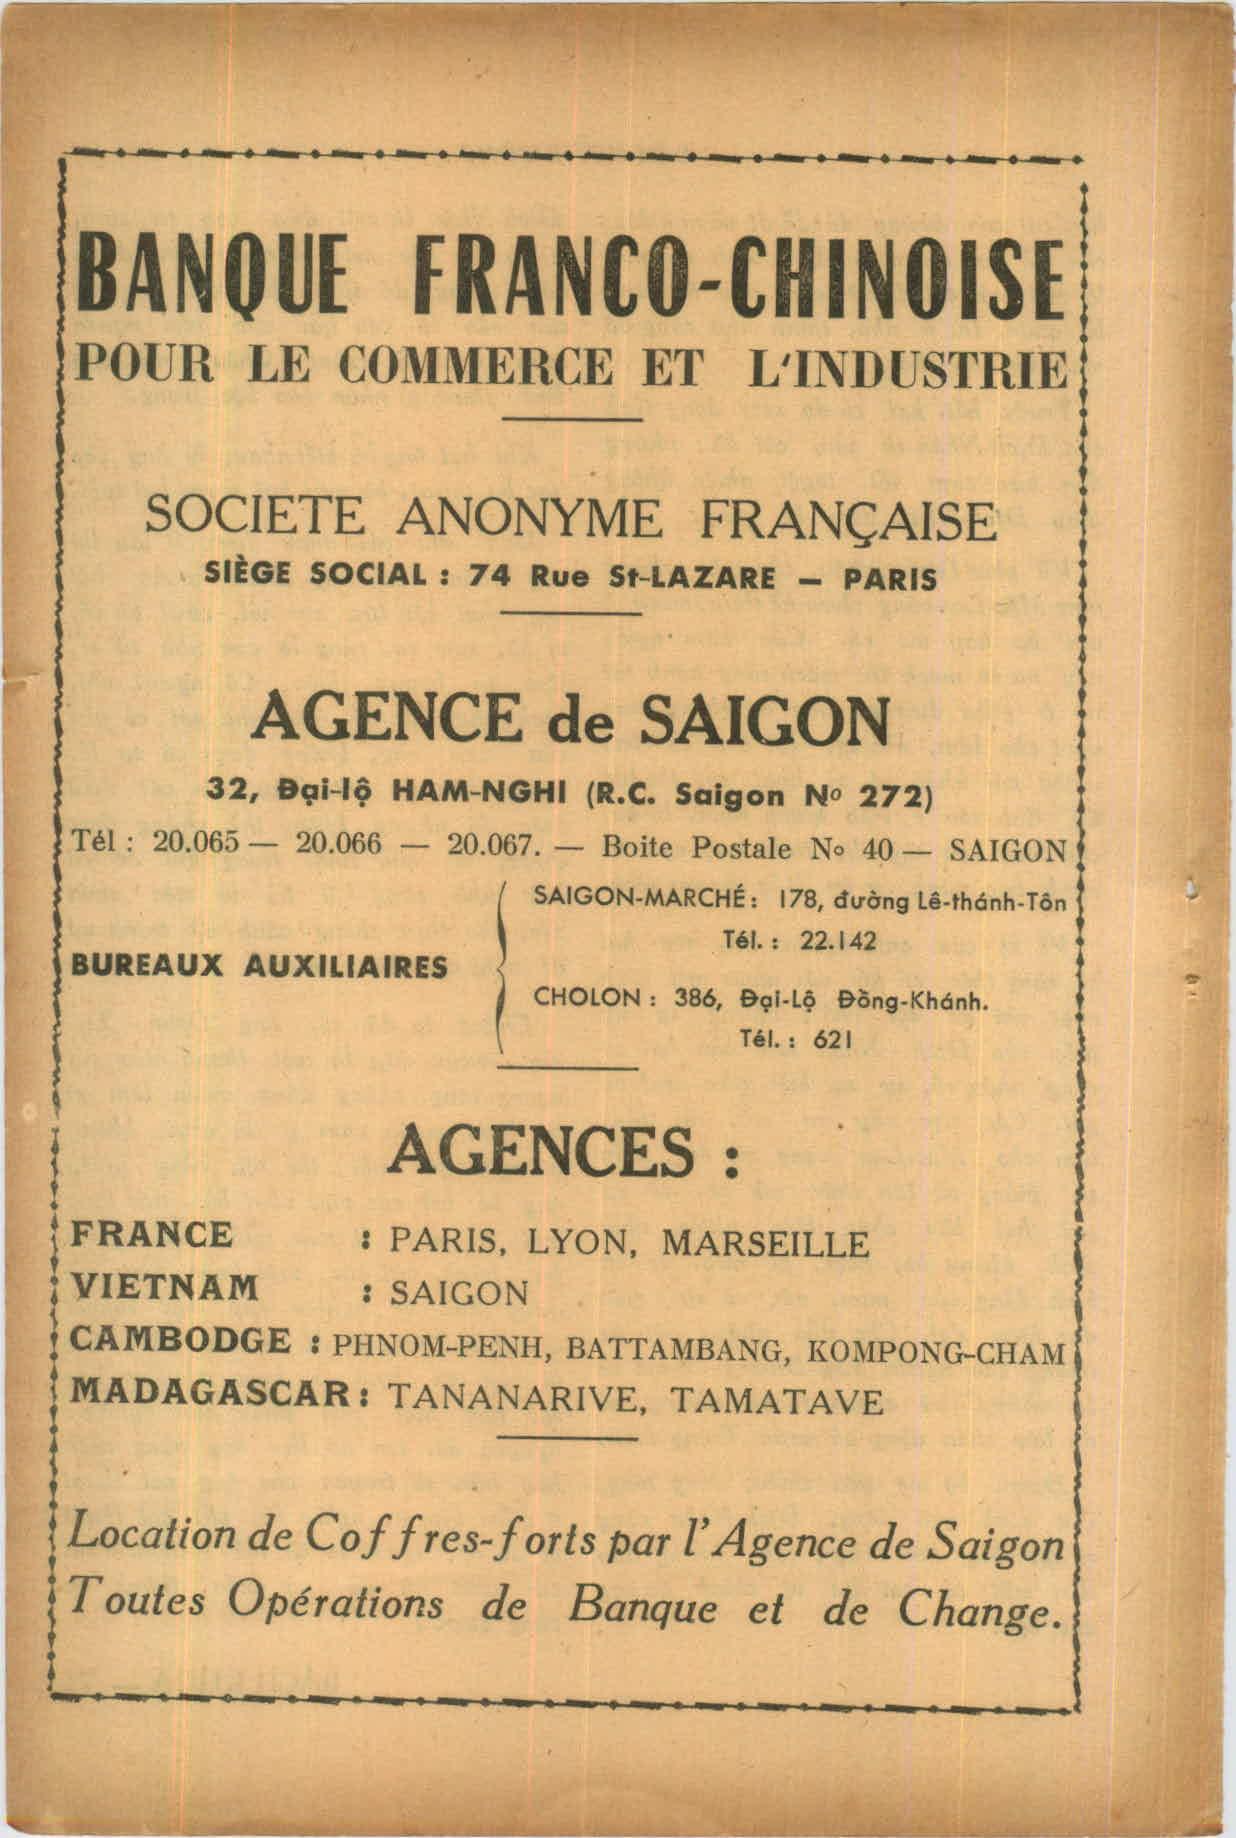 BANQUE FRANCO-CHINOISE
POUR LE COMMERCE ET L'INDUSTRIE
SOCIETE ANONYME FRANÇAISE
SIÈGE SOCIAL : 74 Rue St-LAZARE — PARIS
AGENCE de SAIGON
32, Đại-lộ HAM-NGHI (R.C. Saigon Nº 272)
Tél : 20.065 — 20.066 — 20.067. — Boite Postale Nº 40 — SAIGON
BUREAUX AUXILIAIRES
SAIGON-MARCHÉ : 178, đường Lê-thánh-Tôn
Tél. : 22.142
CHOLON : 386, Đại-Lộ Đồng-Khánh.
Tél. : 621
AGENCES :
FRANCE : PARIS, LYON, MARSEILLE
VIETNAM : SAIGON
CAMBODGE : PHNOM-PENH, BATTAMBANG, KOMPONG-CHAM
MADAGASCAR : TANANARIVE, TAMATAVE
Location de Coffres-forts par l'Agence de Saigon
Toutes Opérations de Banque et de Change.